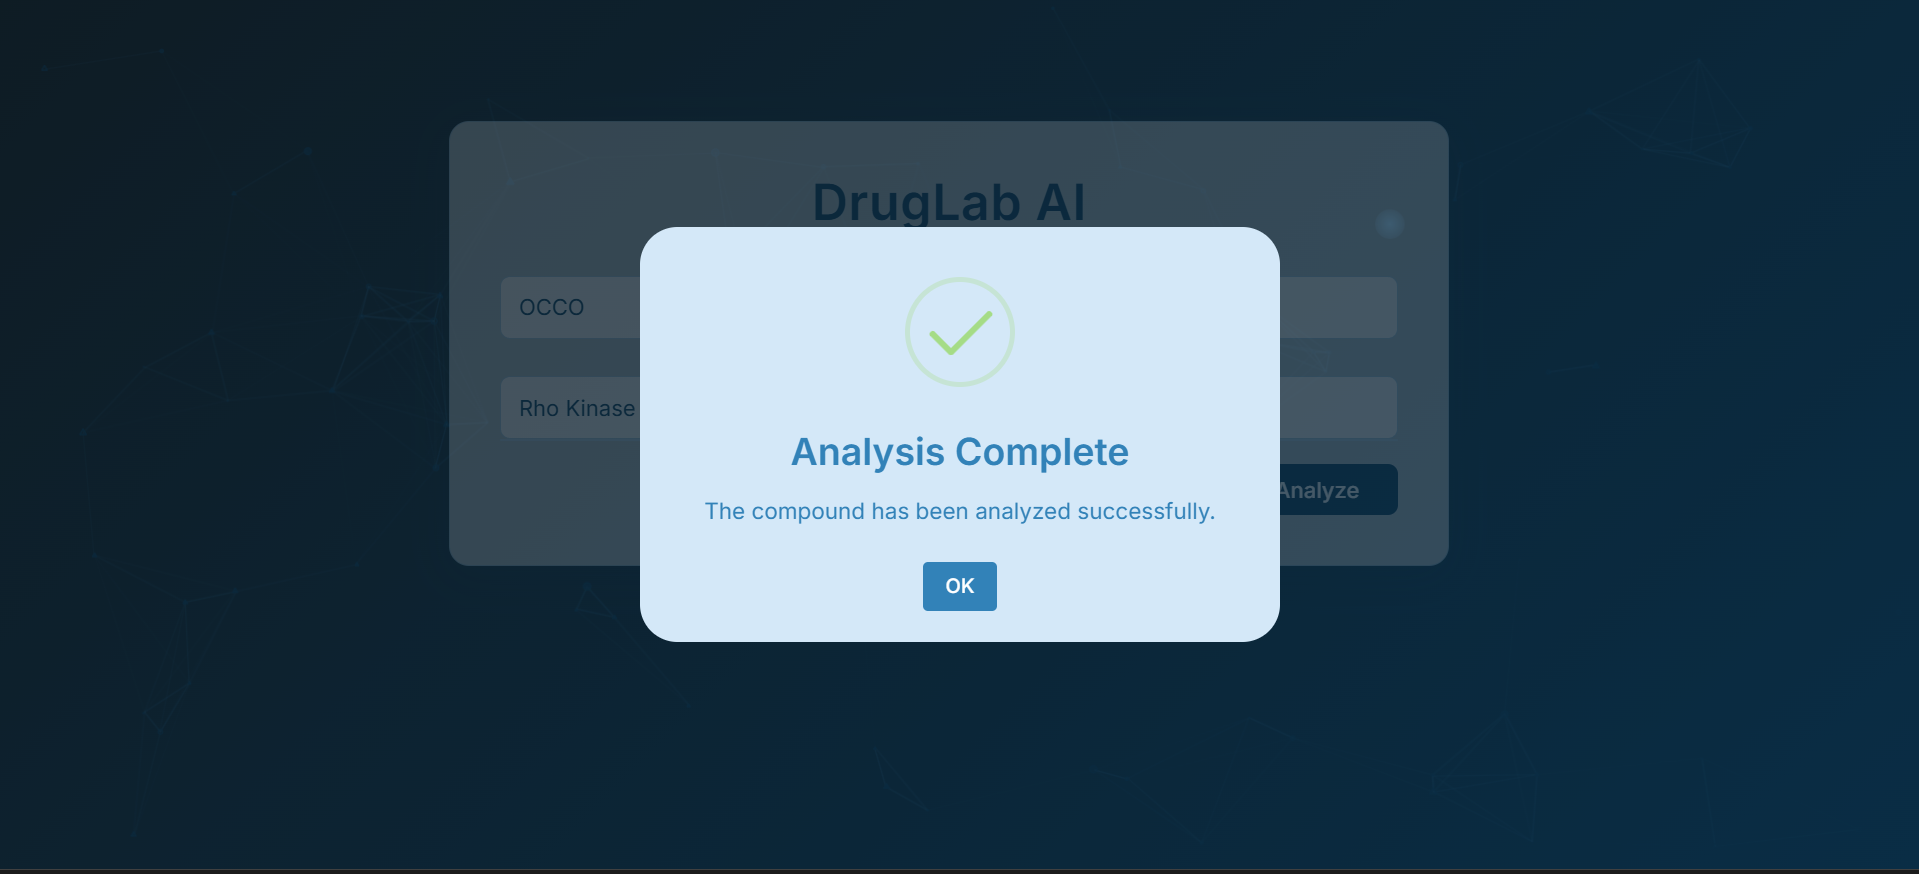 DrugLab AI
OCCO
Rho Kinase
Analyze
Analysis Complete
The compound has been analyzed successfully.
OK